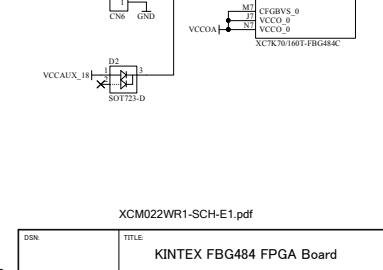 1
CN6
GND
M7
CFGBVS_0
J7
VCCO_0
VCCOA
N7
VCCO_0
XC7K70/160T-FBG484C
D2
VCCAUX_18
1
3
2
SOT723-D
XCM022WR1-SCH-E1.pdf
DSN:
TITLE:
KINTEX FBG484 FPGA Board